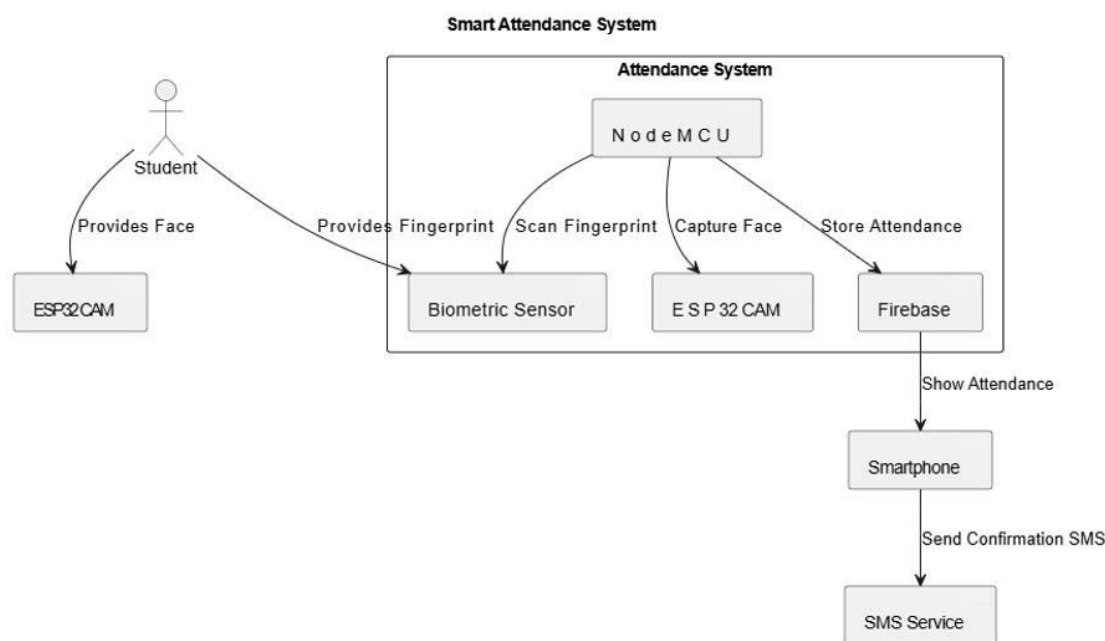 Smart Attendance System
Attendance System
N o d e M C U
Student
Provides Face
Provides Fingerprint
Scan Fingerprint
Capture Face
Store Attendance
ESP32CAM
Biometric Sensor
E S P 32 CAM
Firebase
Show Attendance
Smartphone
Send Confirmation SMS
SMS Service